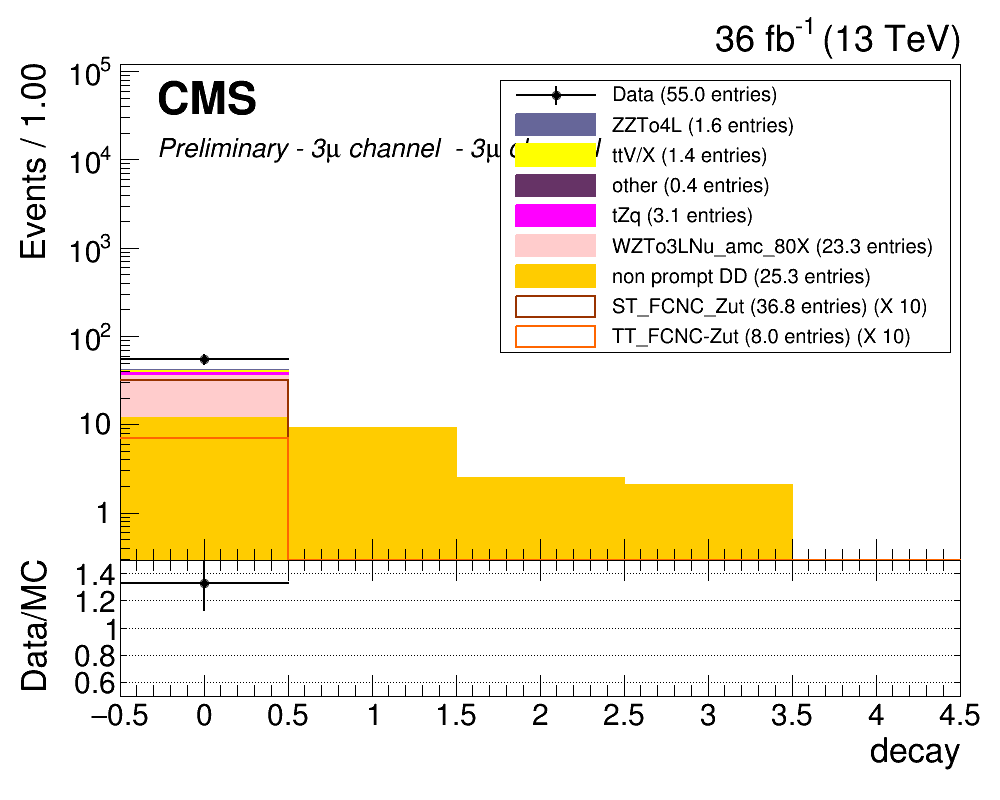 36 fb-1 (13 TeV)
CMS
Preliminary - 3μ channel - 3μ channel
Data (55.0 entries)
ZZTo4L (1.6 entries)
ttV/X (1.4 entries)
other (0.4 entries)
tZq (3.1 entries)
WZTo3LNu_amc_80X (23.3 entries)
non prompt DD (25.3 entries)
ST_FCNC_Zut (36.8 entries) (X 10)
TT_FCNC-Zut (8.0 entries) (X 10)
Events / 1.00
10^5
10^4
10^3
10^2
10
1
Data/MC
1.4
1.2
1
0.8
0.6
−0.5 0 0.5 1 1.5 2 2.5 3 3.5 4 4.5
decay